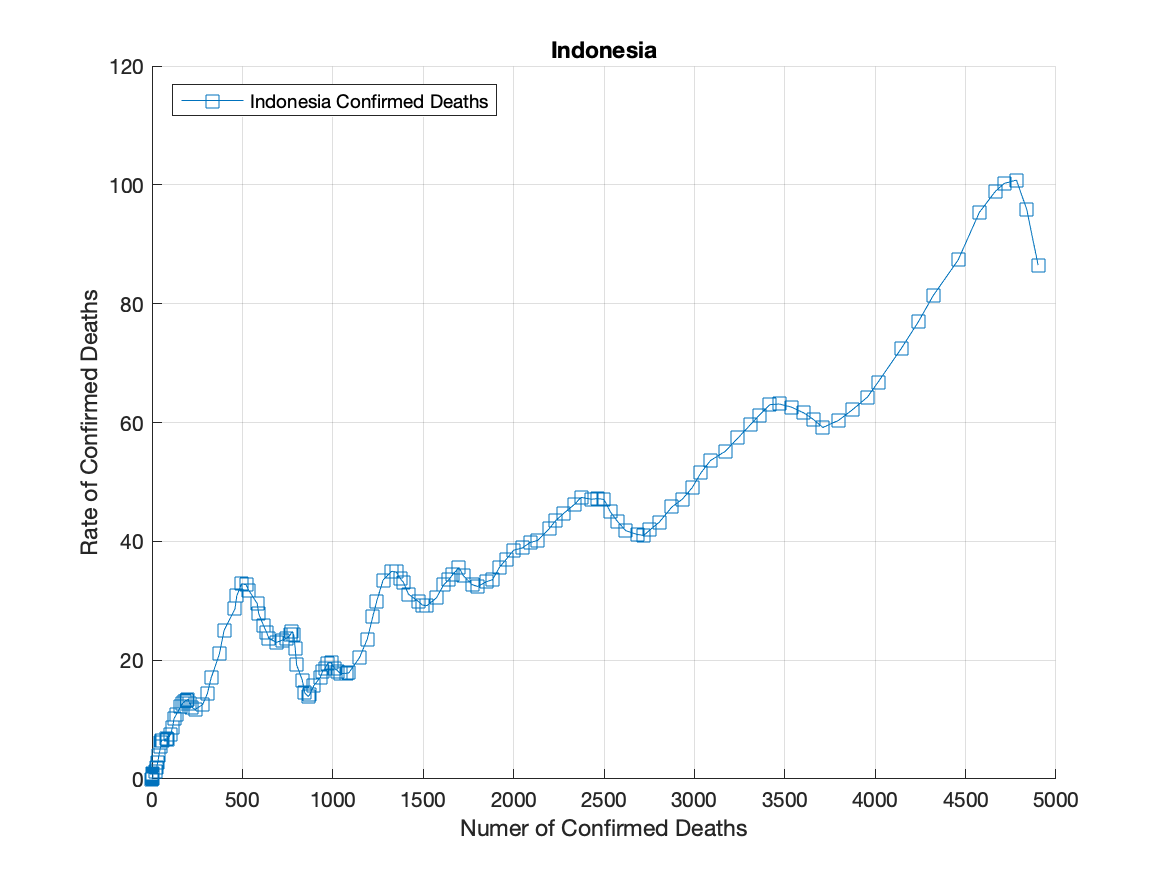 Indonesia
Indonesia Confirmed Deaths
120
100
80
60
40
20
0
Rate of Confirmed Deaths
0 500 1000 1500 2000 2500 3000 3500 4000 4500 5000
Numer of Confirmed Deaths